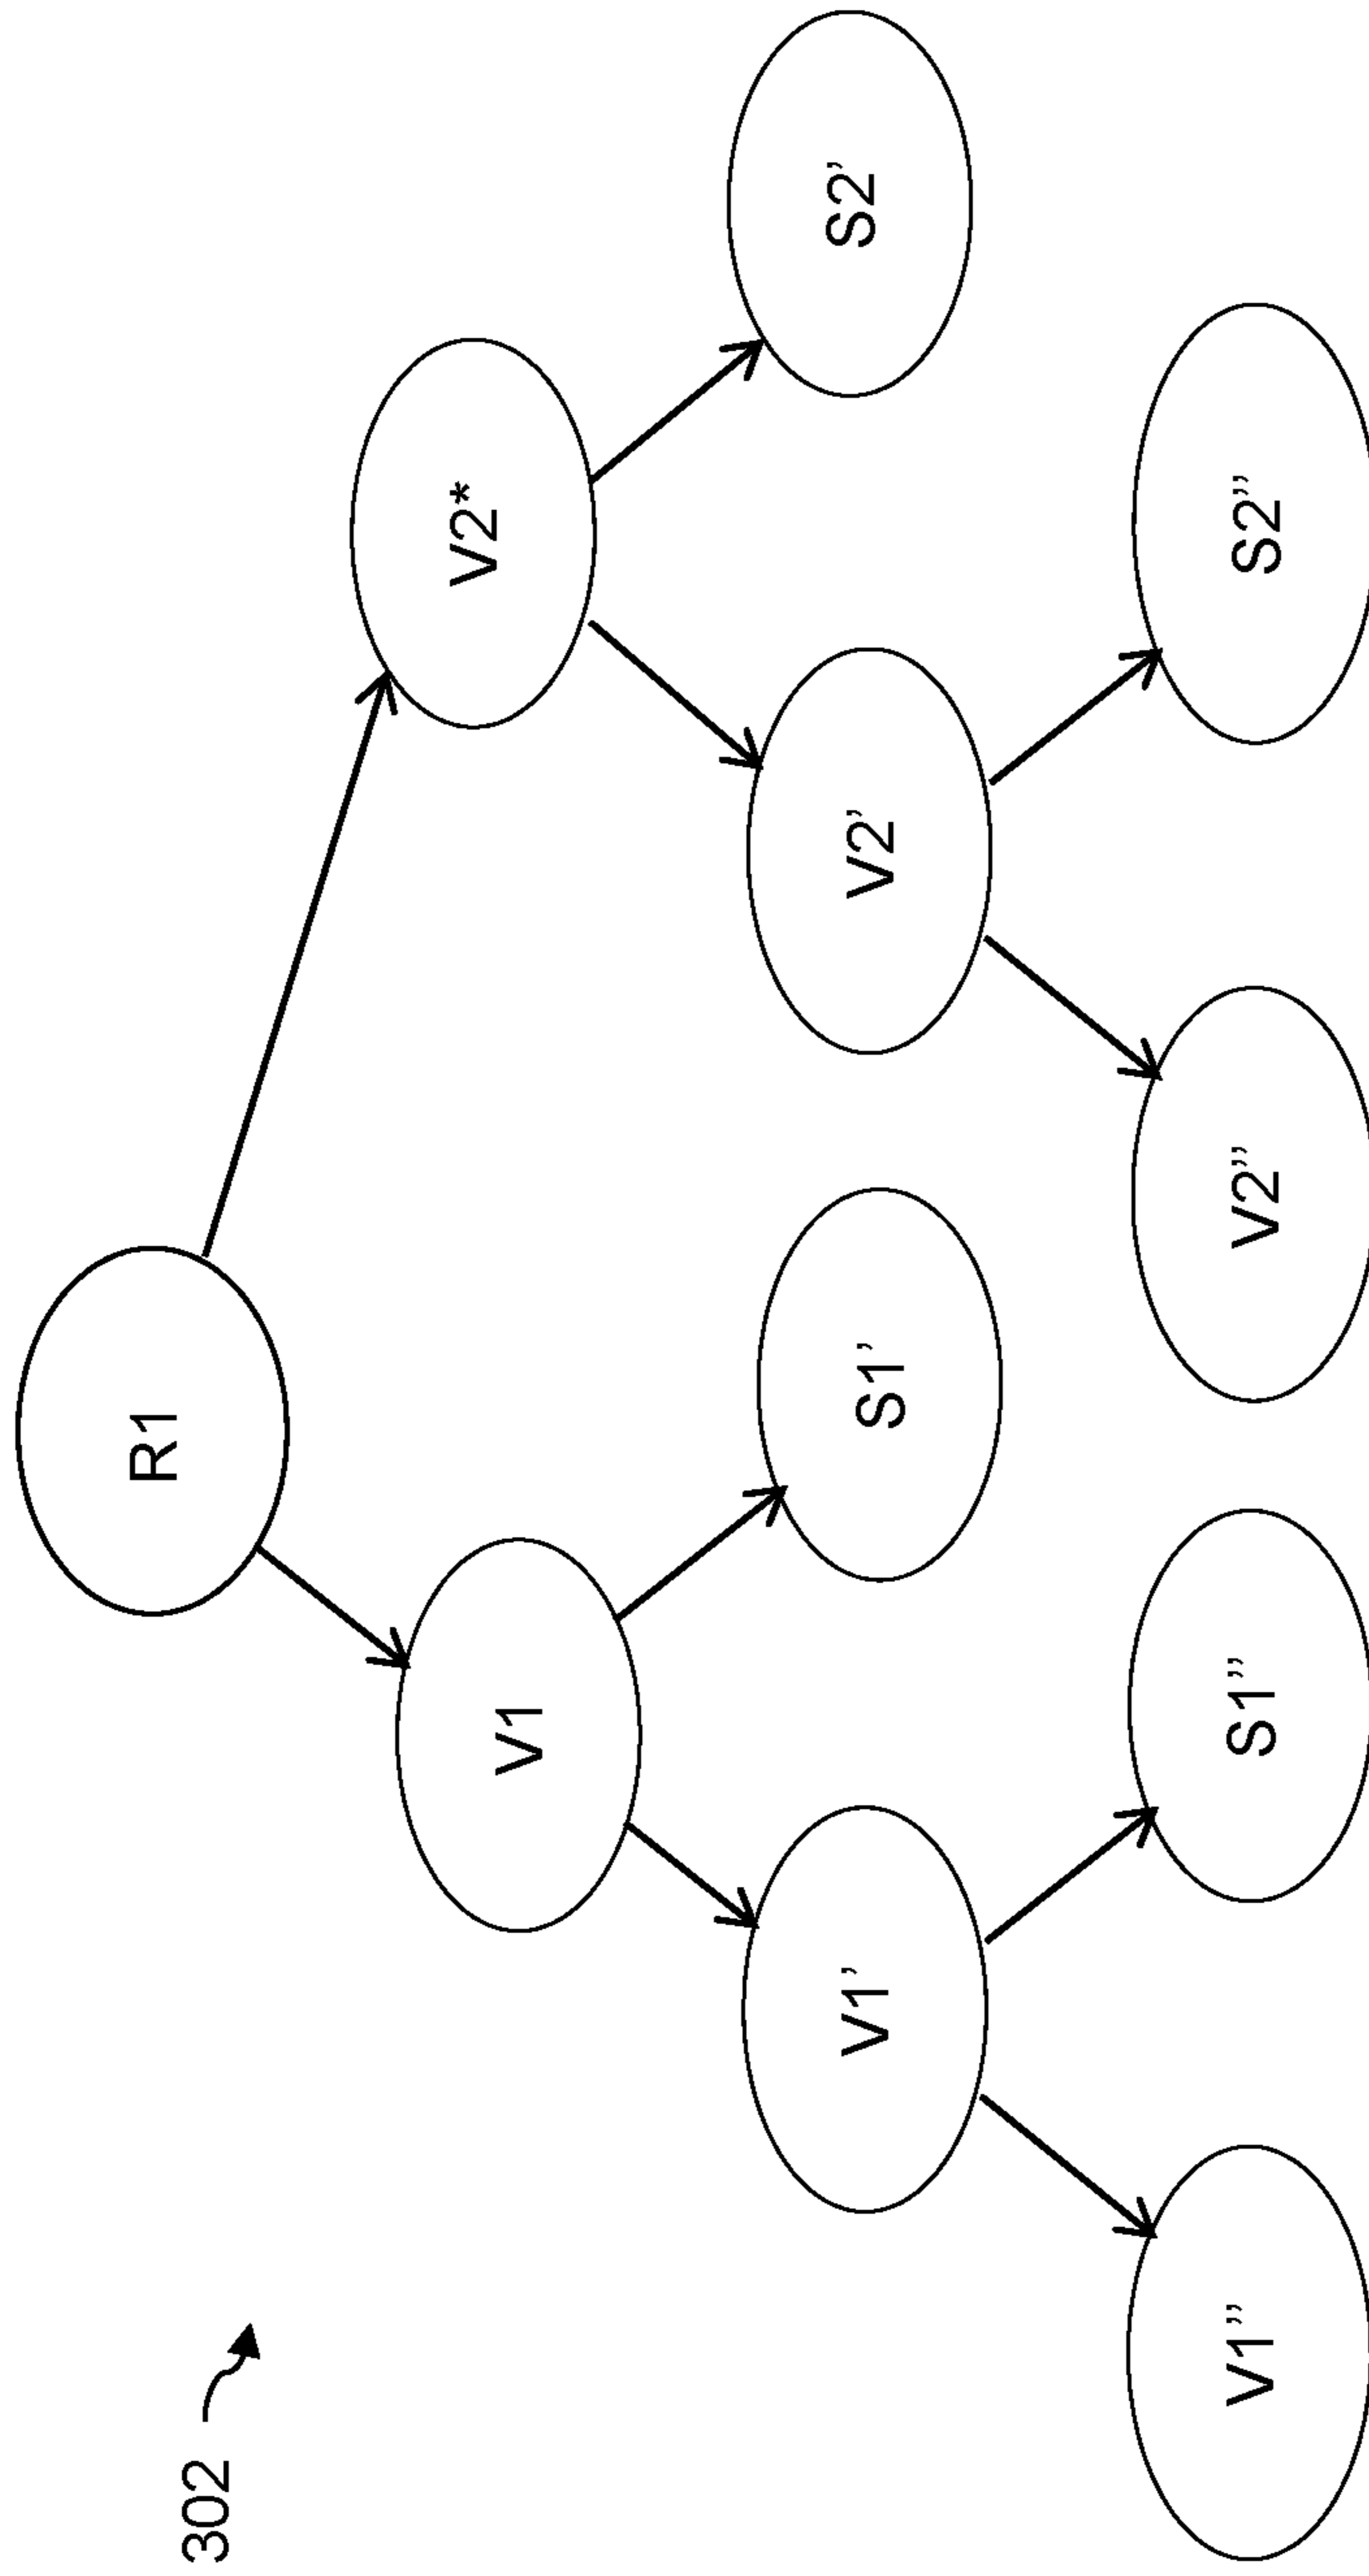 302
R1
V1
V2*
V1’
S1’
V2’
S2’
V1”
S1”
V2”
S2”